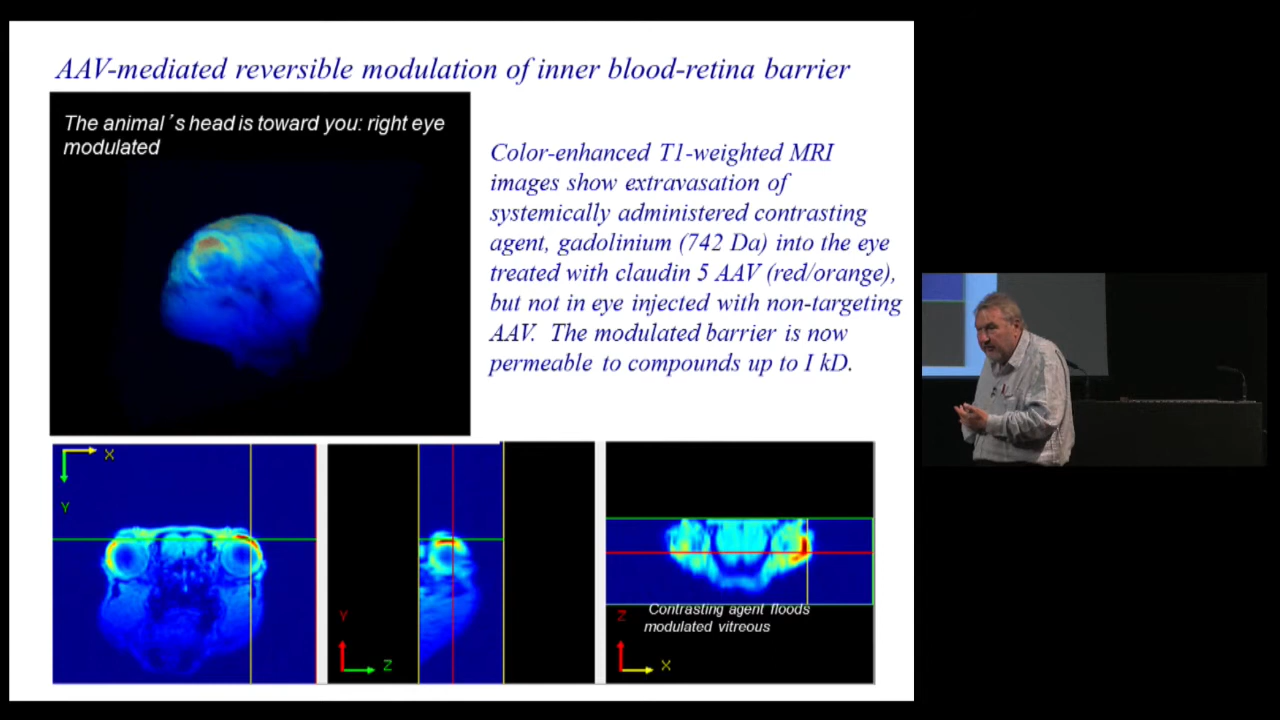 AAV-mediated reversible modulation of inner blood-retina barrier
The animal's head is toward you: right eye
modulated
Color-enhanced T1-weighted MRI
images show extravasation of
systemically administered contrasting
agent, gadolinium (742 Da) into the eye
treated with claudin 5 AAV (red/orange),
but not in eye injected with non-targeting
AAV. The modulated barrier is now
permeable to compounds up to 1 kD.
X
Y
Y
Z
Z
X
Contrasting agent floods
modulated vitreous